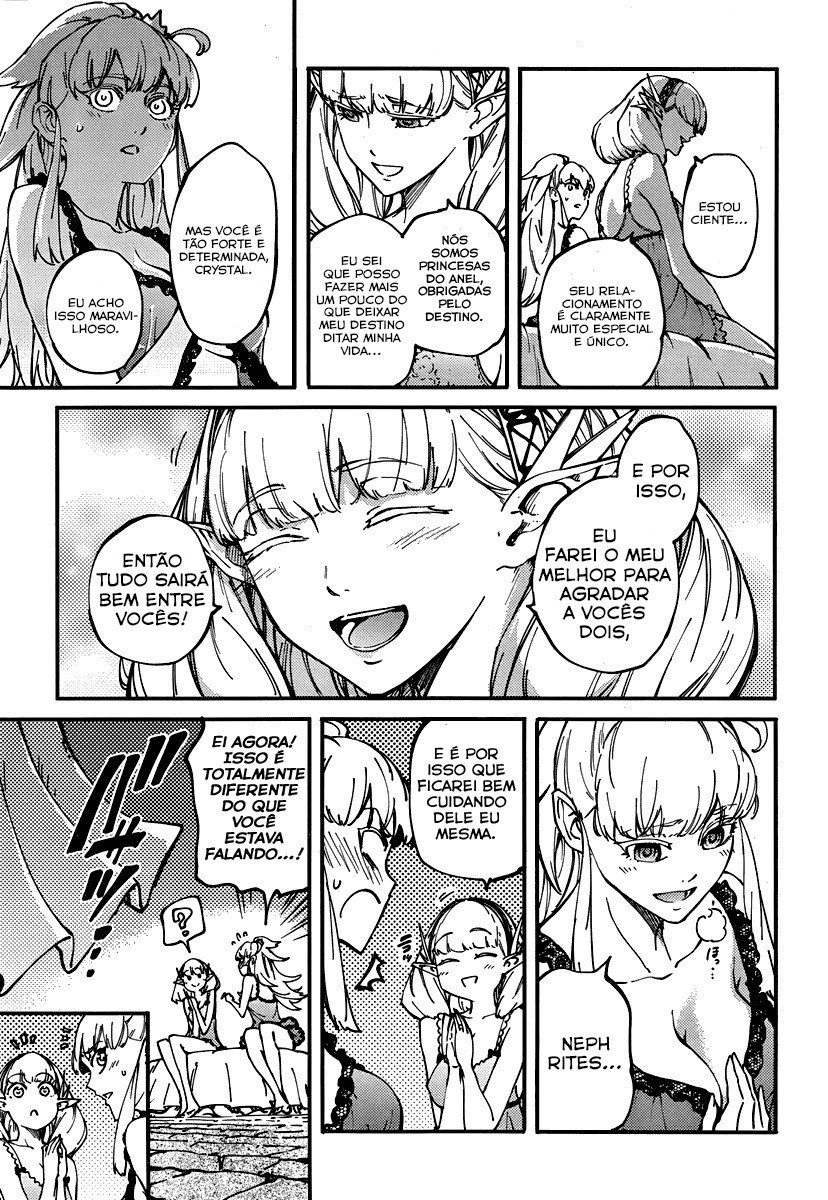 ESTOU
CIENTE...
SEU RELA-
CIONAMENTO
É CLARAMENTE
MUITO ESPECIAL
E ÚNICO.
NÓS
SOMOS
PRINCESAS
DO ANEL,
OBRIGADAS
PELO
DESTINO.
EU SEI
QUE POSSO
FAZER MAIS
UM POUCO DO
QUE DEIXAR
MEU DESTINO
DITAR MINHA
VIDA...
MAS VOCÊ É
TÃO FORTE E
DETERMINADA,
CRYSTAL.
EU ACHO
ISSO MARAVI-
LHOSO.
E POR
ISSO,
EU
FAREI O MEU
MELHOR PARA
AGRADAR
A VOCÊS
DOIS,
ENTÃO
TUDO SAIRÁ
BEM ENTRE
VOCÊS!
ほっ
NEPH
RITES...
E É POR
ISSO QUE
FICAREI BEM
CUIDANDO
DELE EU
MESMA.
EI AGORA!
ISSO É
TOTALMENTE
DIFERENTE
DO QUE
VOCÊ
ESTAVA
FALANDO...!
?